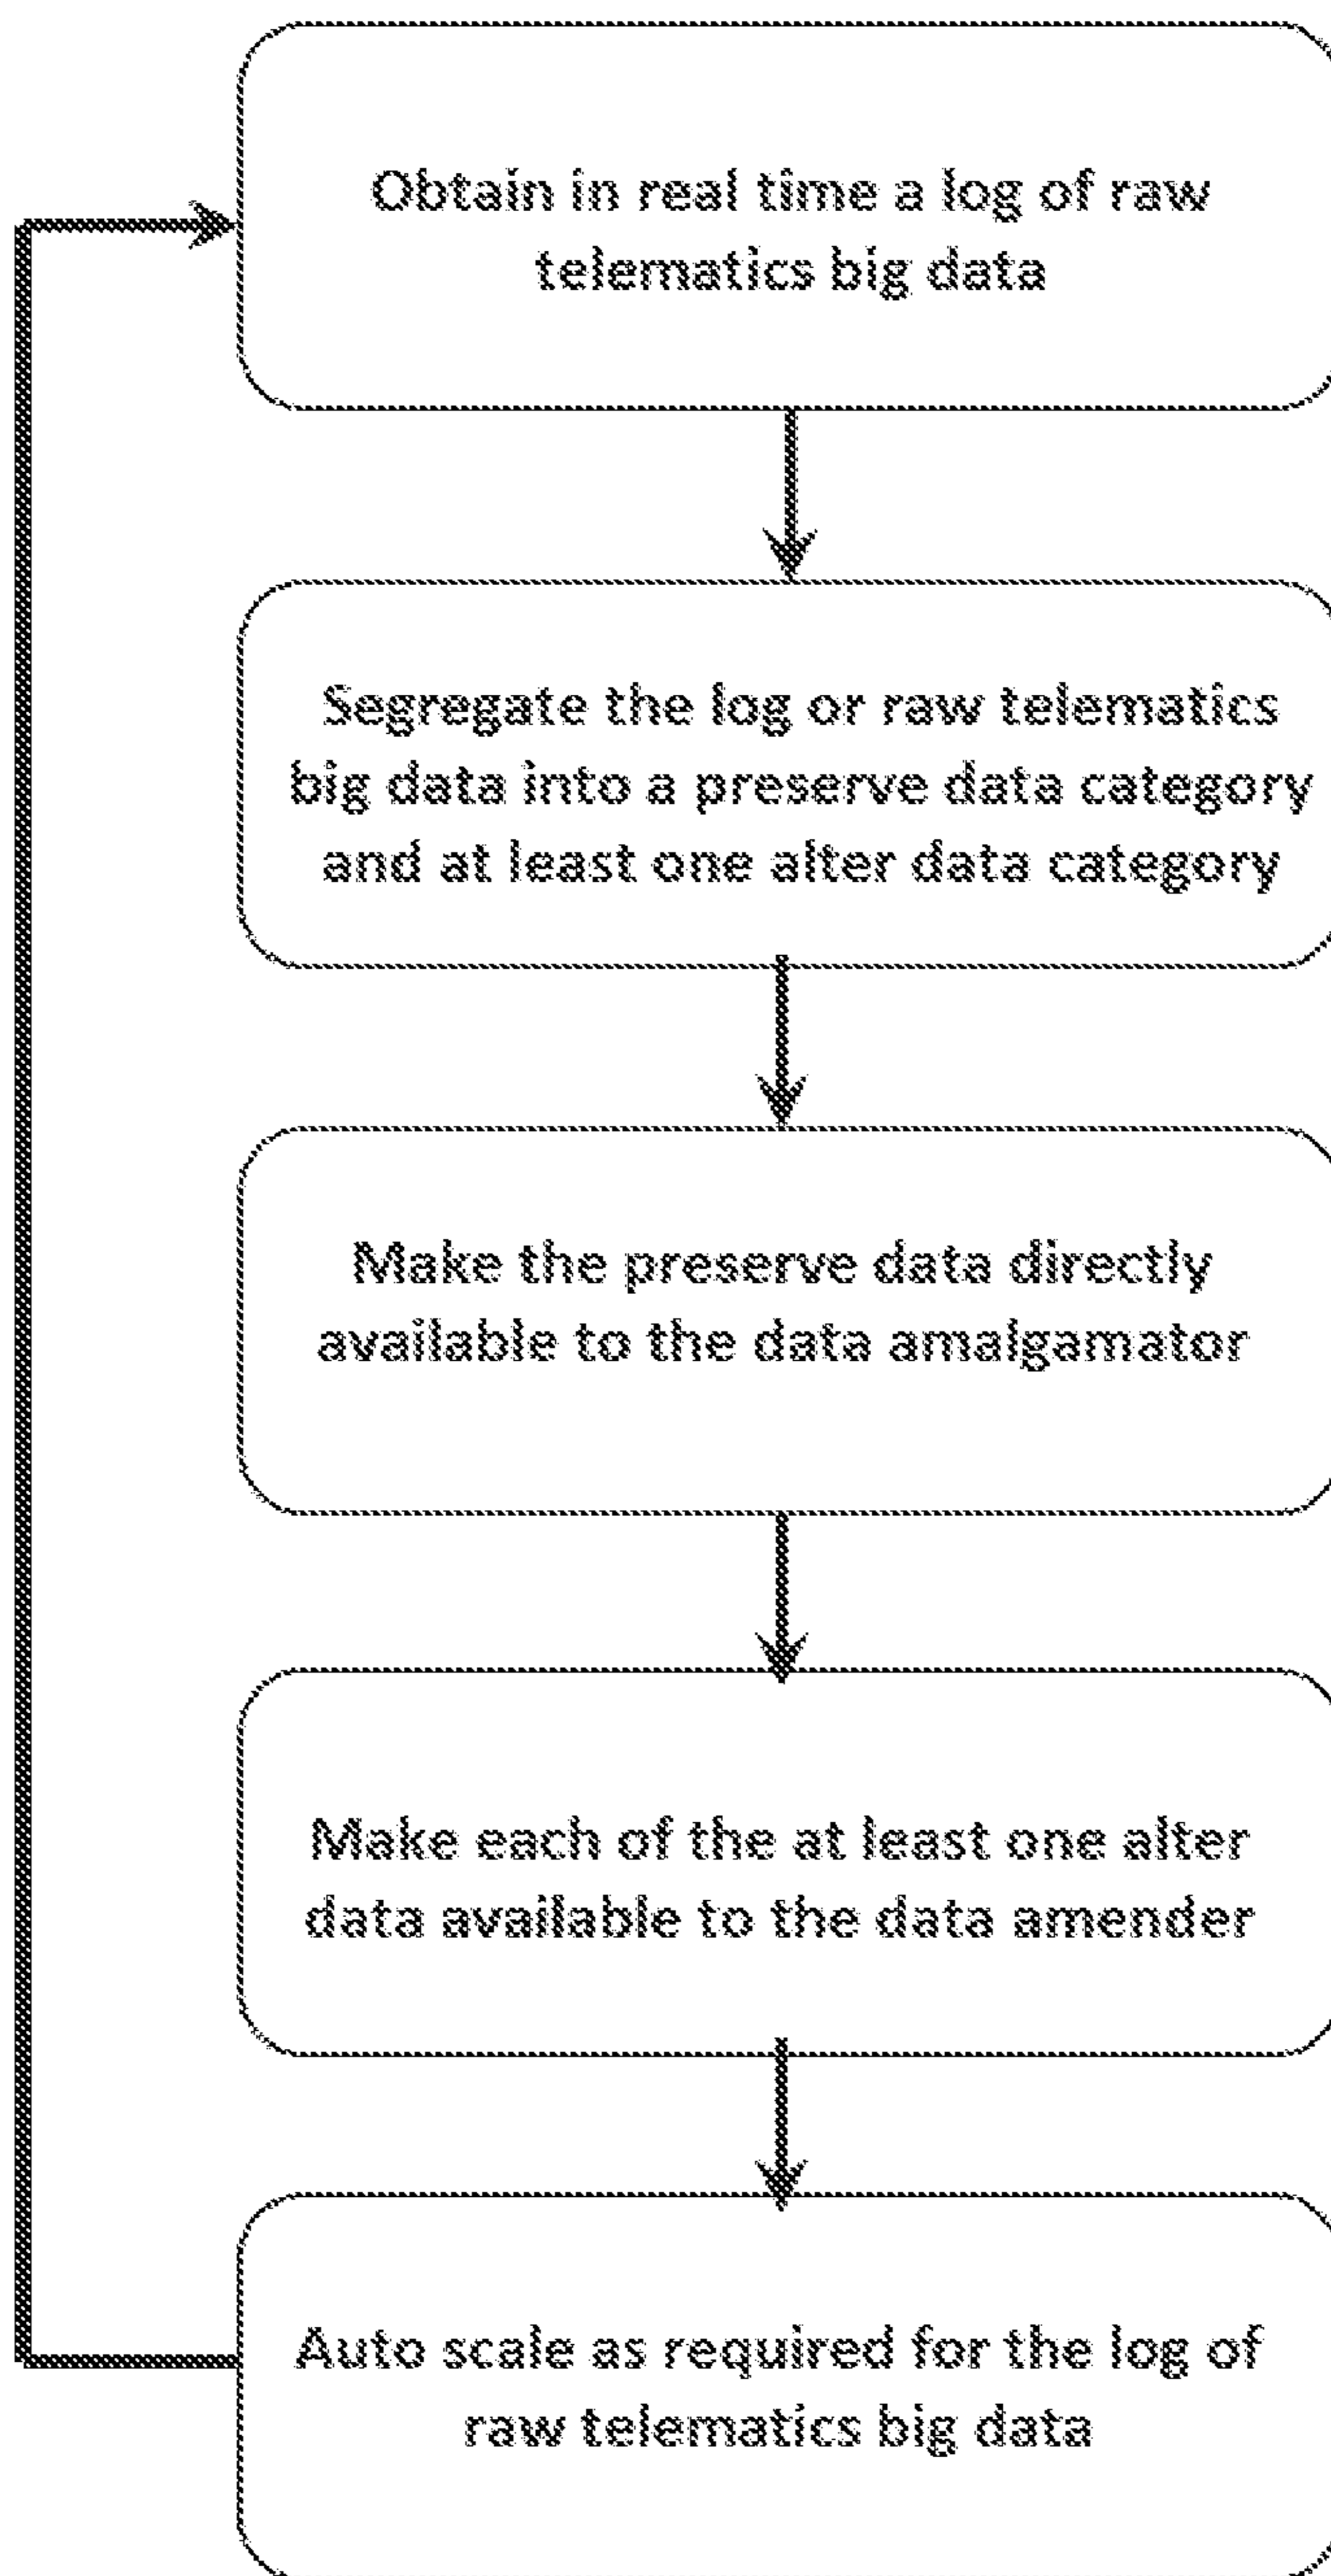 Obtain in real time a log of raw
telematics big data
Segregate the log or raw telematics
big data into a preserve data category
and at least one alter data category
Make the preserve data directly
available to the data amalgamator
Make each of the at least one alter
data available to the data amender
Auto scale as required for the log of
raw telematics big data